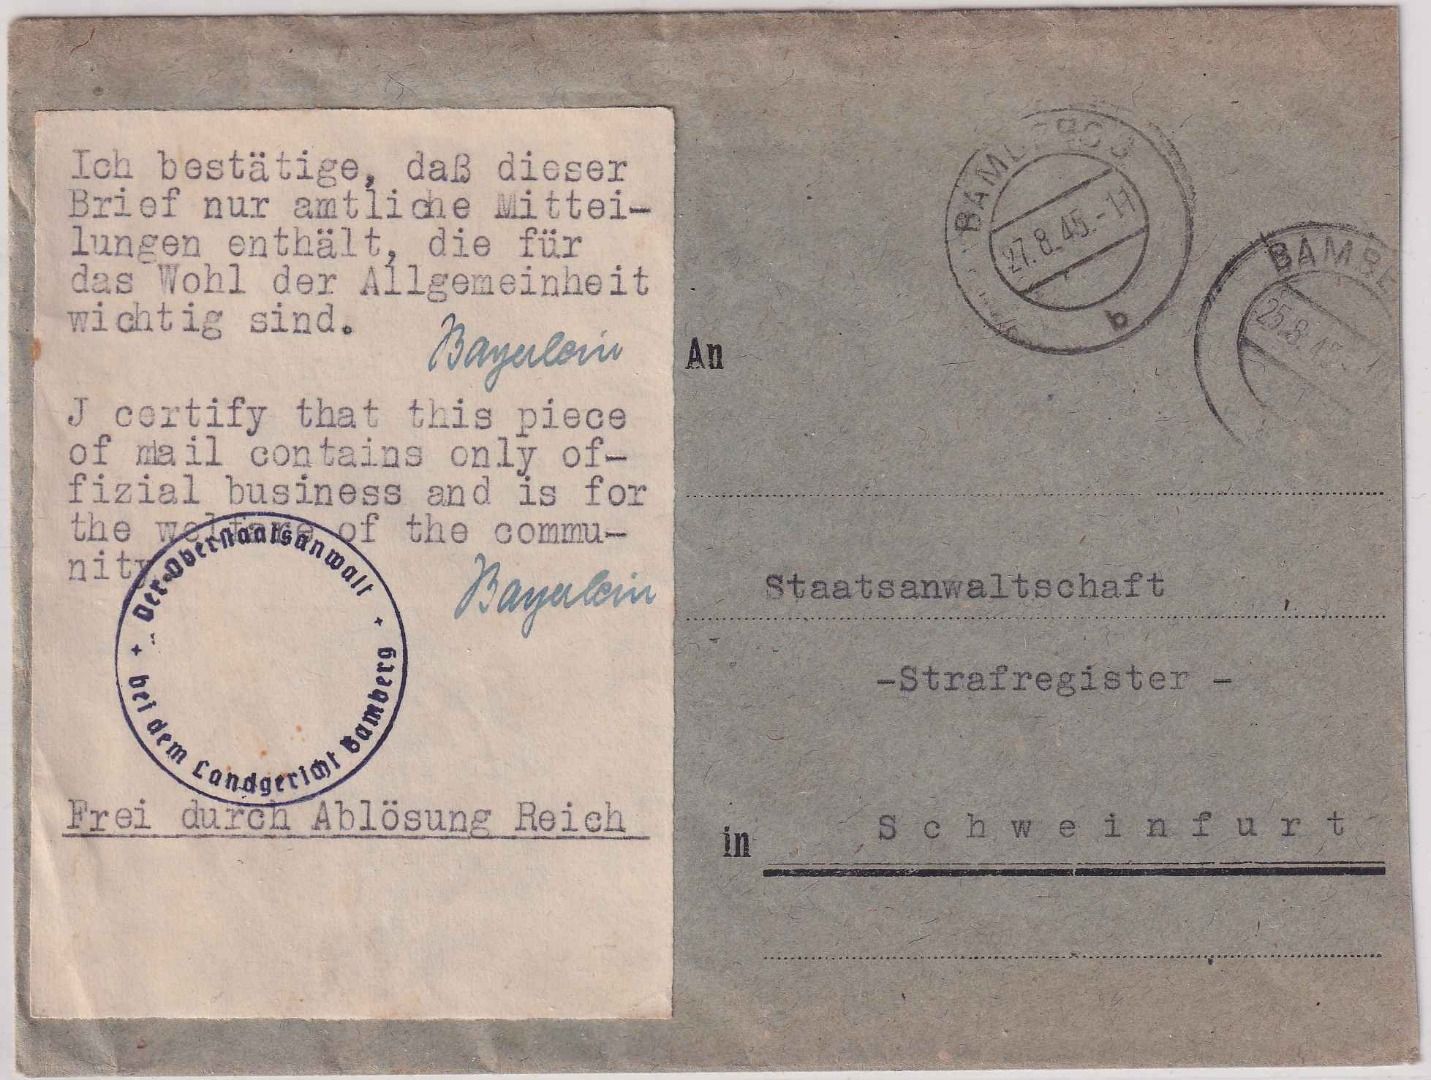 Ich bestätige, daß dieser
Brief nur amtliche Mittei-
lungen enthält, die für
das Wohl der Allgemeinheit
wichtig sind.
Bayerlein
J certify that this piece
of mail contains only of-
fizial business and is for
the welfare of the commu-
nity
Bayerlein
Der Oberstaatsanwalt
bei dem Landgericht Bamberg
Frei durch Ablösung Reich
BAMBERG
27.8.45.-17
b
BAMBE
25.8.45
An
Staatsanwaltschaft
-Strafregister -
in Schweinfurt